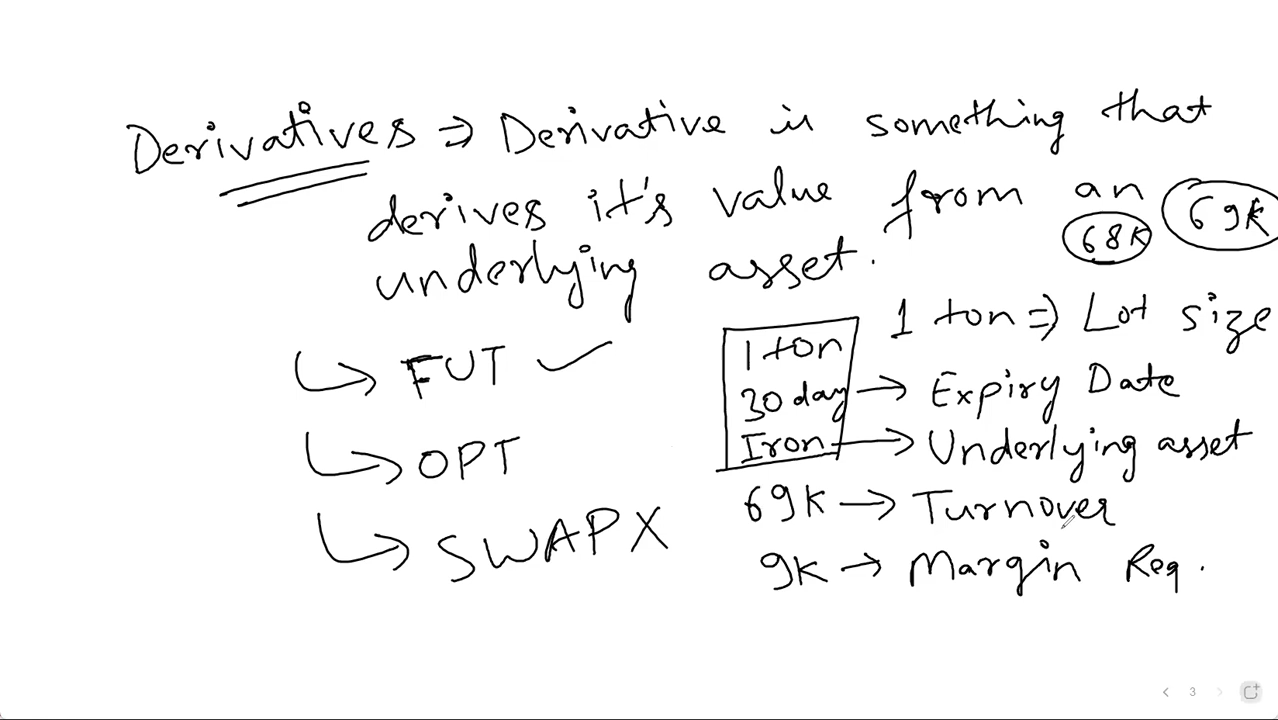 Derivatives ⇒ Derivative is something that
derives it's value from an
underlying asset.
68K
69K
↳ FUT ✓
↳ OPT
↳ SWAP X
1 ton ⇒ Lot size
1 ton
30 day → Expiry Date
Iron → Underlying asset
69K → Turnover
9K → Margin Req.
3